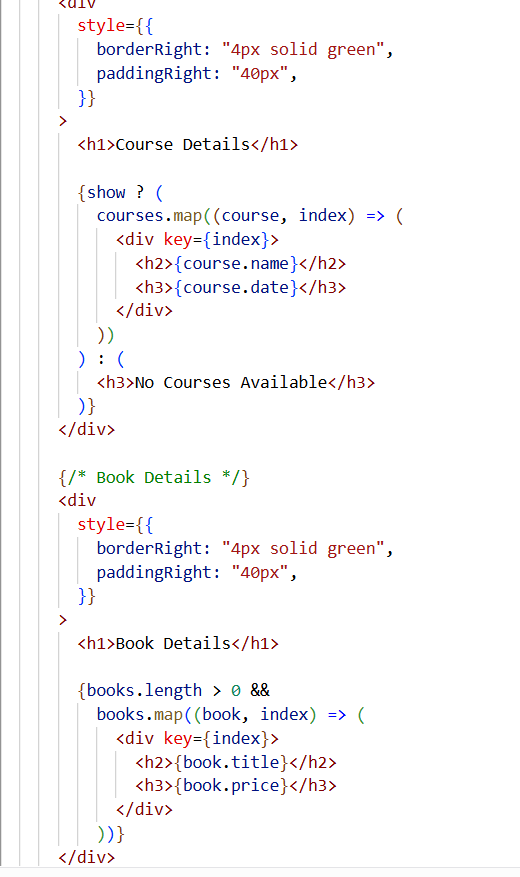 <div
style={{
borderRight: "4px solid green",
paddingRight: "40px",
}}
>
<h1>Course Details</h1>
{show ? (
courses.map((course, index) => (
<div key={index}>
<h2>{course.name}</h2>
<h3>{course.date}</h3>
</div>
))
) : (
<h3>No Courses Available</h3>
)}
</div>
{/* Book Details */}
<div
style={{
borderRight: "4px solid green",
paddingRight: "40px",
}}
>
<h1>Book Details</h1>
{books.length > 0 &&
books.map((book, index) => (
<div key={index}>
<h2>{book.title}</h2>
<h3>{book.price}</h3>
</div>
))}
</div>